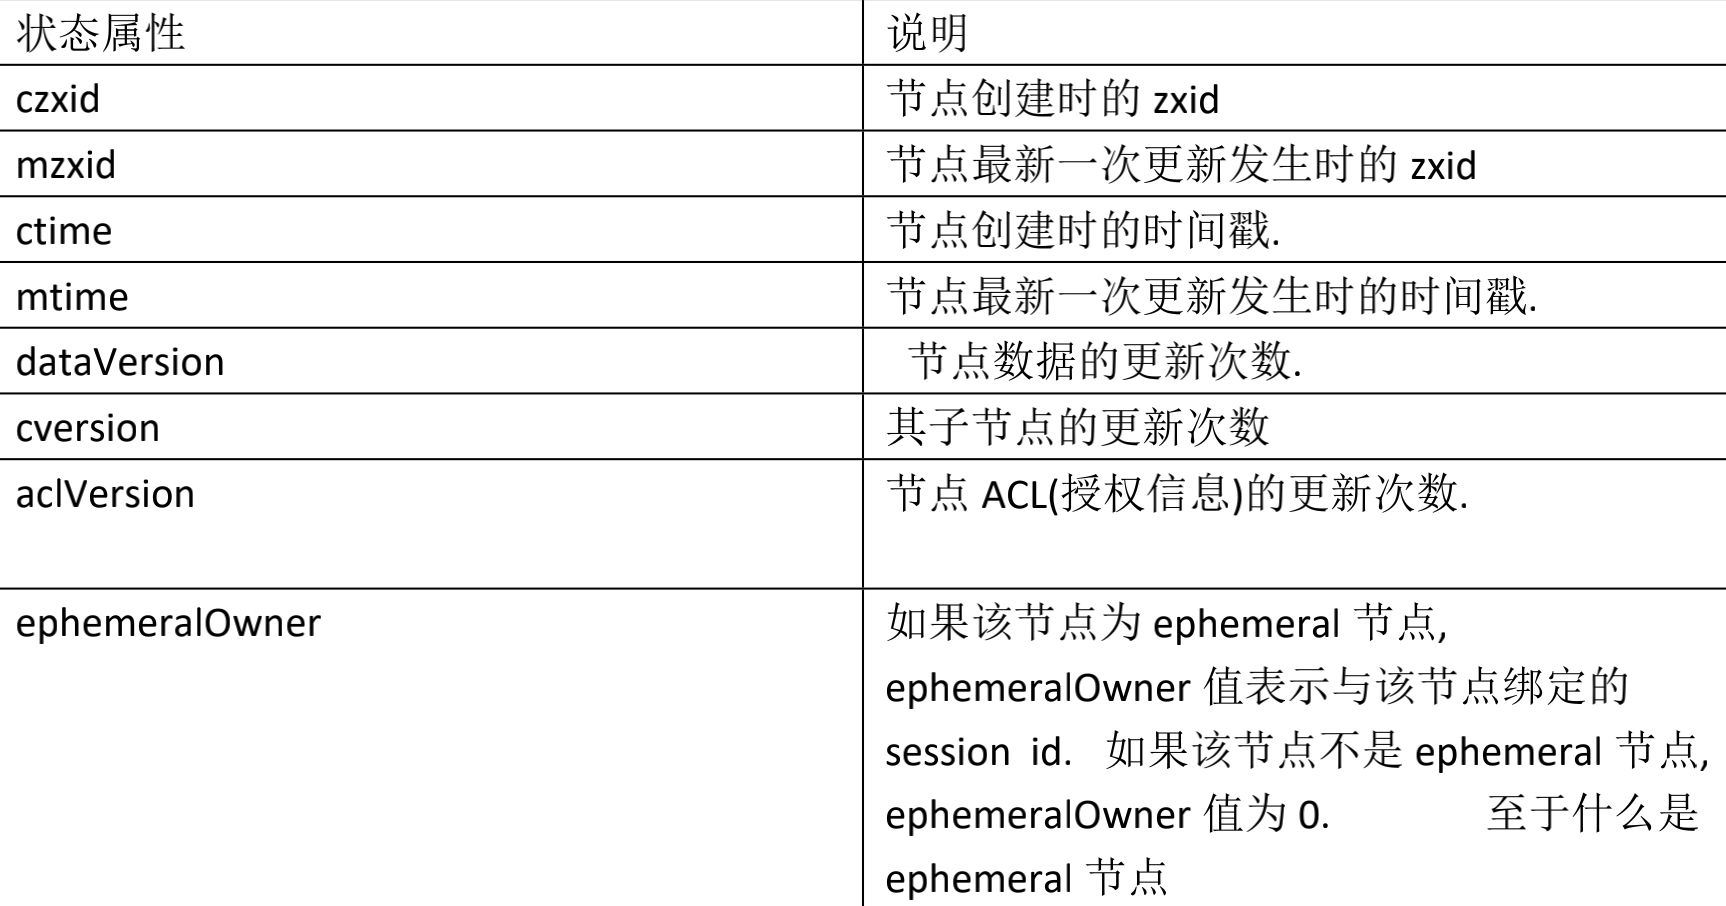 状态属性 说明
czxid 节点创建时的 zxid
mzxid 节点最新一次更新发生时的 zxid
ctime 节点创建时的时间戳.
mtime 节点最新一次更新发生时的时间戳.
dataVersion 节点数据的更新次数.
cversion 其子节点的更新次数
aclVersion 节点 ACL(授权信息)的更新次数.
ephemeralOwner 如果该节点为 ephemeral 节点,
ephemeralOwner 值表示与该节点绑定的
session id. 如果该节点不是 ephemeral 节点,
ephemeralOwner 值为 0. 至于什么是
ephemeral 节点